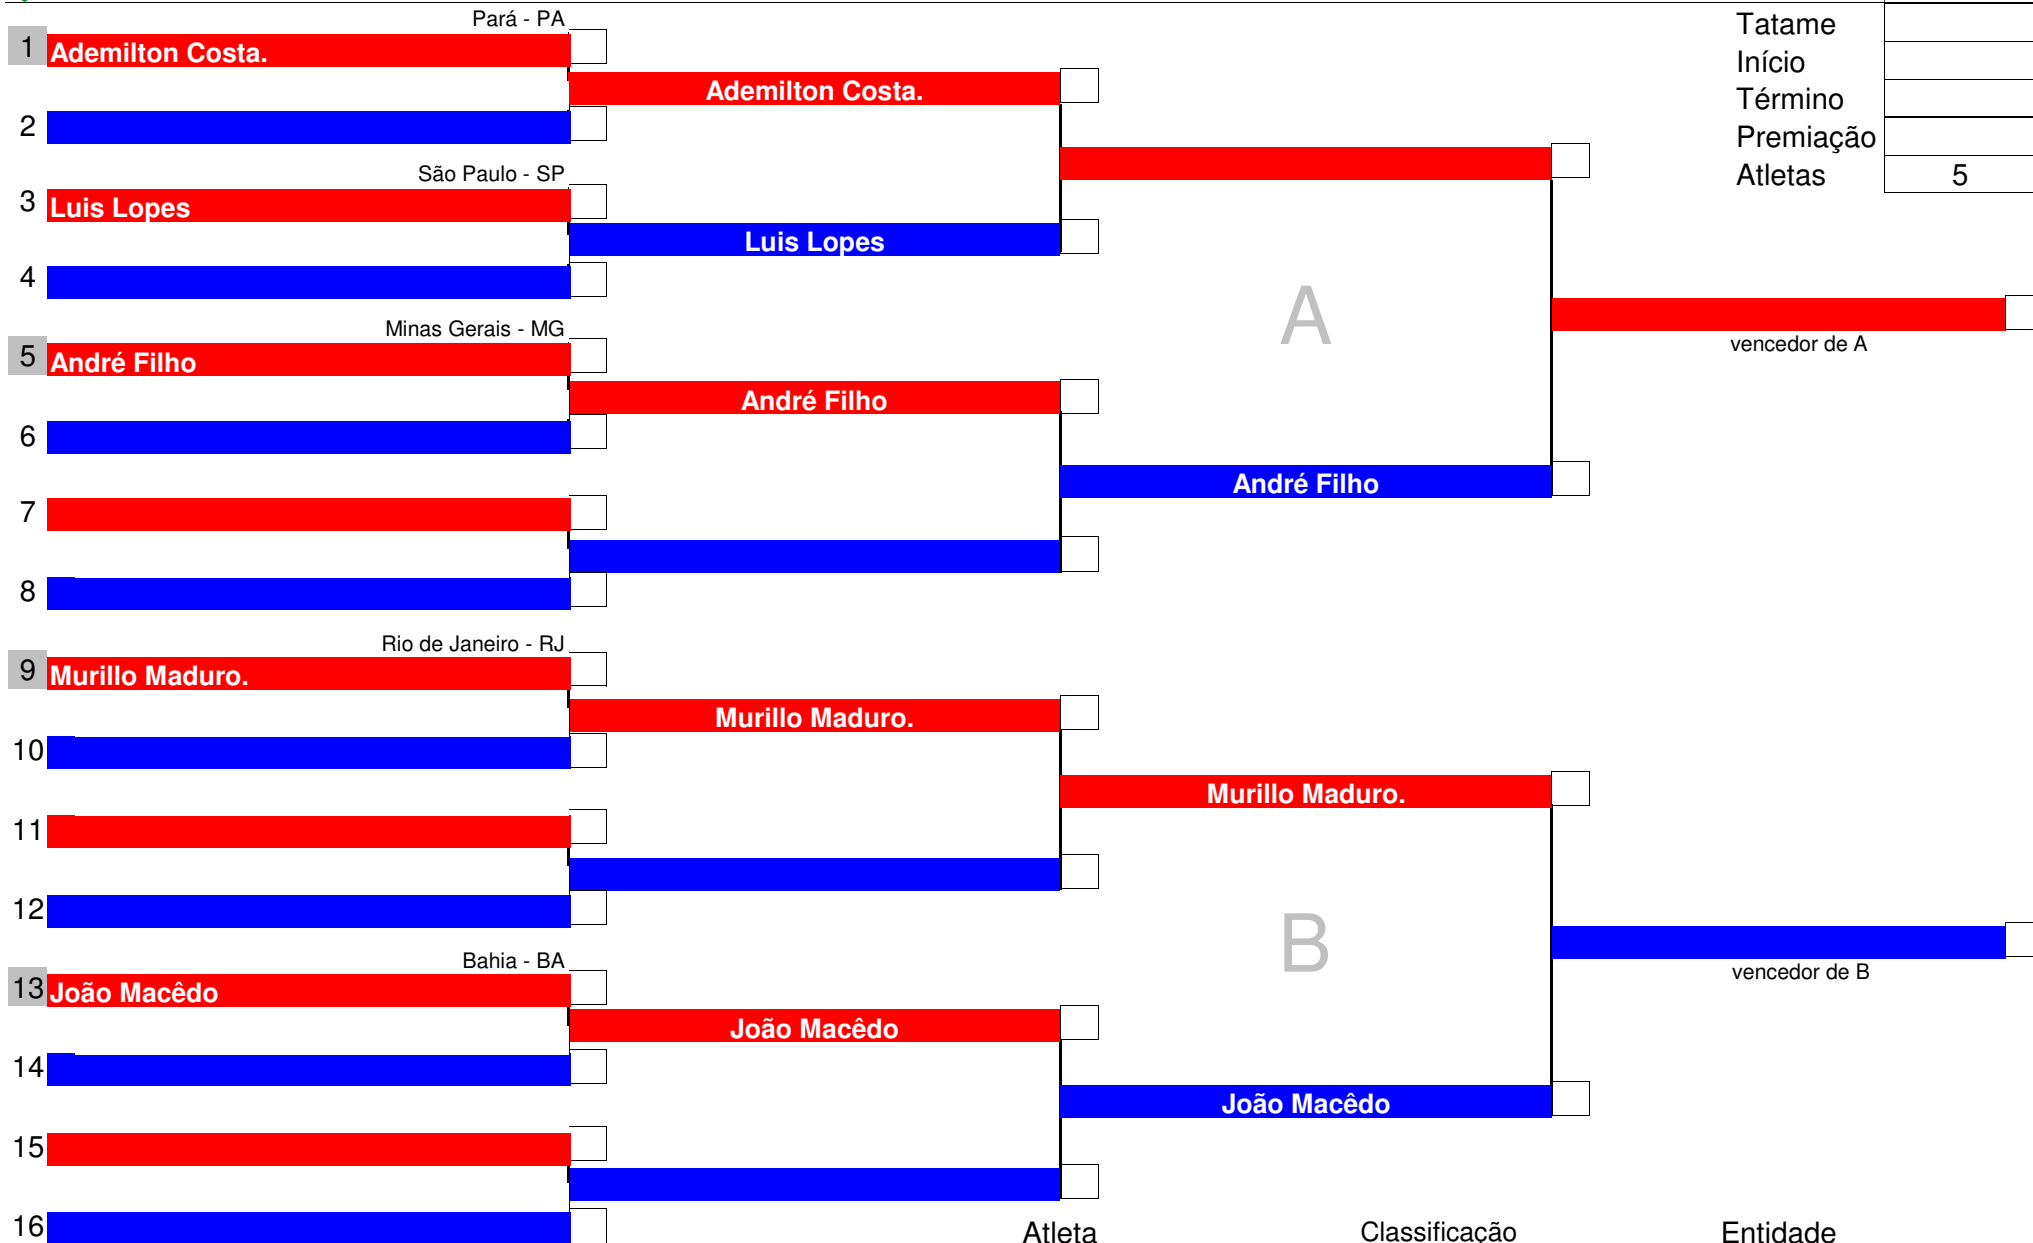 Pará - PA
1 Ademilton Costa.
Ademilton Costa.
2
São Paulo - SP
3 Luis Lopes
Luis Lopes
4
Minas Gerais - MG
5 André Filho
André Filho
6
7
8
André Filho
A
vencedor de A
Tatame
Início
Término
Premiação
Atletas 5
Rio de Janeiro - RJ
9 Murillo Maduro.
Murillo Maduro.
10
Murillo Maduro.
11
12
Bahia - BA
13 João Macêdo
João Macêdo
14
João Macêdo
15
16
B
vencedor de B
Atleta Classificação Entidade